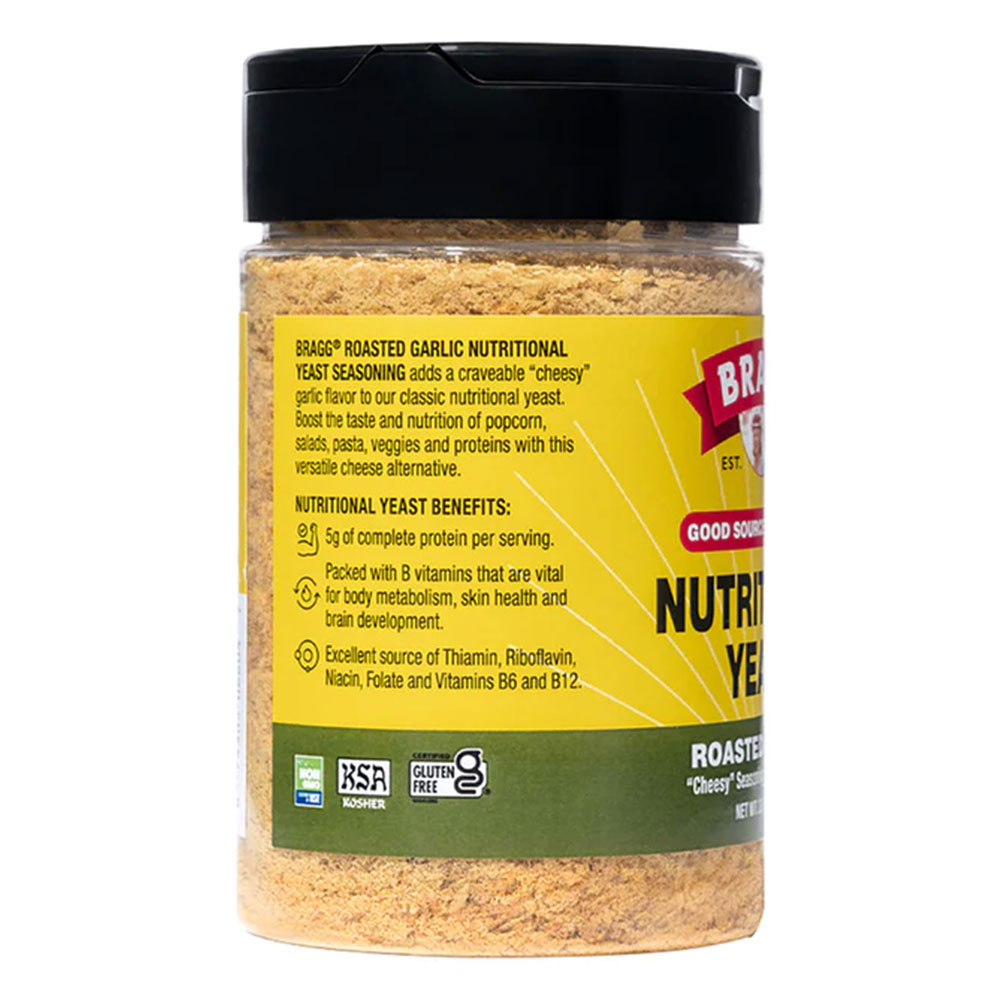 BRAGG® ROASTED GARLIC NUTRITIONAL
YEAST SEASONING adds a craveable “cheesy”
garlic flavor to our classic nutritional yeast.
Boost the taste and nutrition of popcorn,
salads, pasta, veggies and proteins with this
versatile cheese alternative.
NUTRITIONAL YEAST BENEFITS:
5g of complete protein per serving.
Packed with B vitamins that are vital
for body metabolism, skin health and
brain development.
Excellent source of Thiamin, Riboflavin,
Niacin, Folate and Vitamins B6 and B12.
NON
GMO
KSA
KOSHER
CERTIFIED
GLUTEN
FREE
BRA
EST.
GOOD SOURC
NUTRIT
YEA
ROASTED
“Cheesy” Seasoni
NET WT.